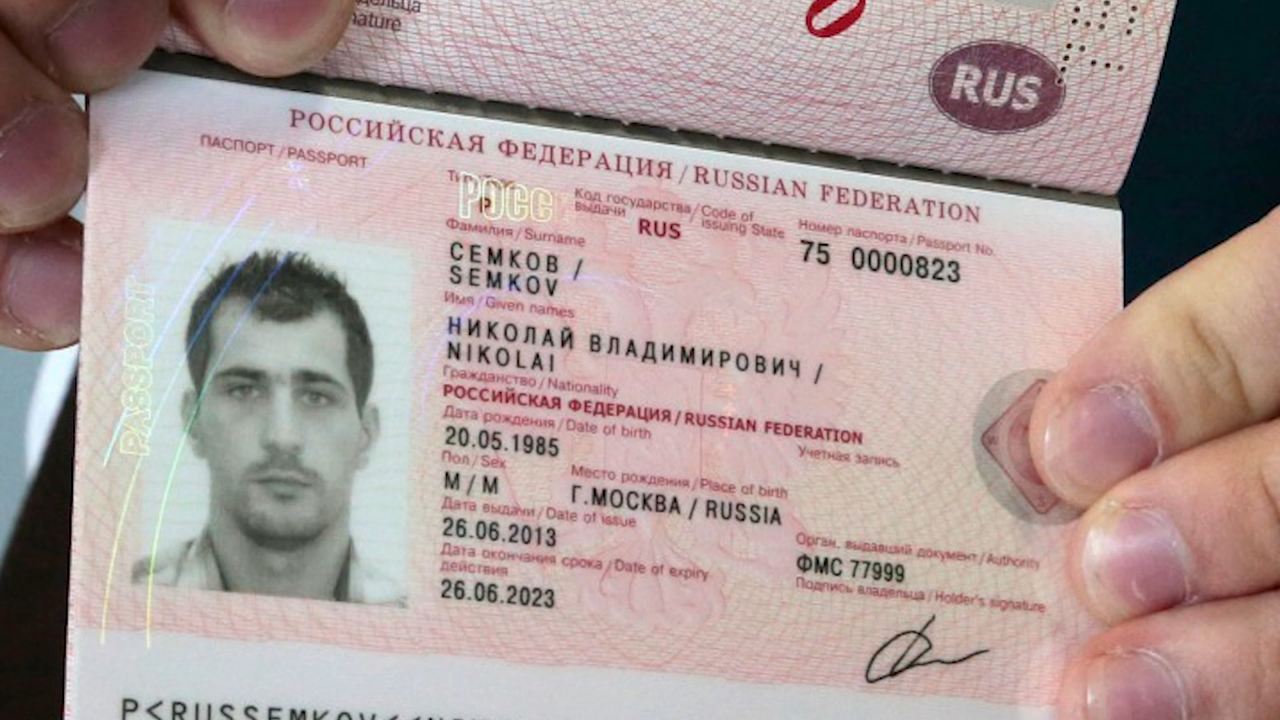 ature
RUS
РОССИЙСКАЯ ФЕДЕРАЦИЯ / RUSSIAN FEDERATION
ПАСПОРТ / PASSPORT
РОСС
P
Код государства / Code of
выдачи issuing State
RUS
Номер паспорта / Passport No.
75 0000823
Фамилия / Surname
СЕМКОВ /
SEMKOV
Имя / Given names
НИКОЛАЙ ВЛАДИМИРОВИЧ /
NIKOLAI
Гражданство / Nationality
РОССИЙСКАЯ ФЕДЕРАЦИЯ / RUSSIAN FEDERATION
Дата рождения / Date of birth
Учетная запись
20.05.1985
Пол / Sex
Место рождения / Place of birth
М / M
Г.МОСКВА / RUSSIA
Дата выдачи / Date of issue
Орган, выдавший документ / Authority
26.06.2013
ФМС 77999
Дата окончания срока / Date of expiry
действия
Подпись владельца / Holder's signature
26.06.2023
PASSPORT
P<RUSSEMKOV<<